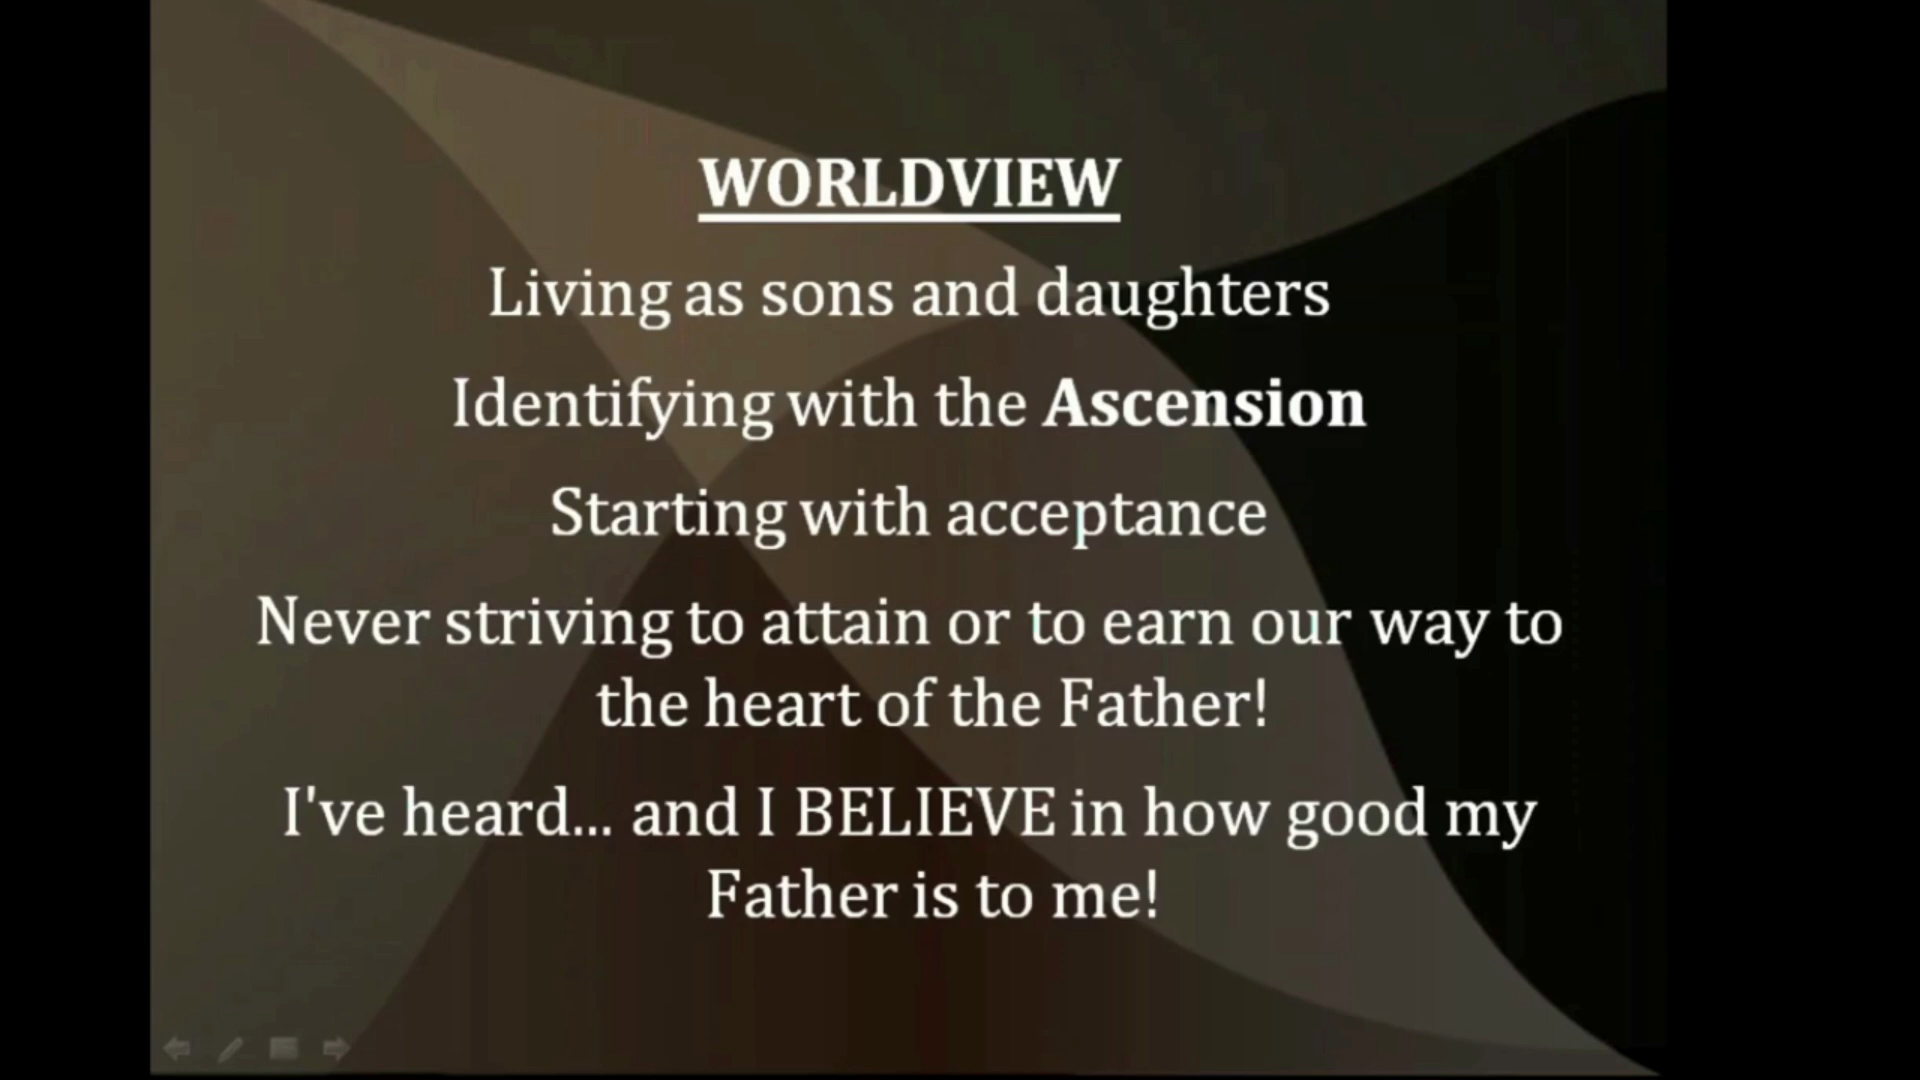 WORLDVIEW
Living as sons and daughters
Identifying with the Ascension
Starting with acceptance
Never striving to attain or to earn our way to
the heart of the Father!
I've heard... and I BELIEVE in how good my
Father is to me!